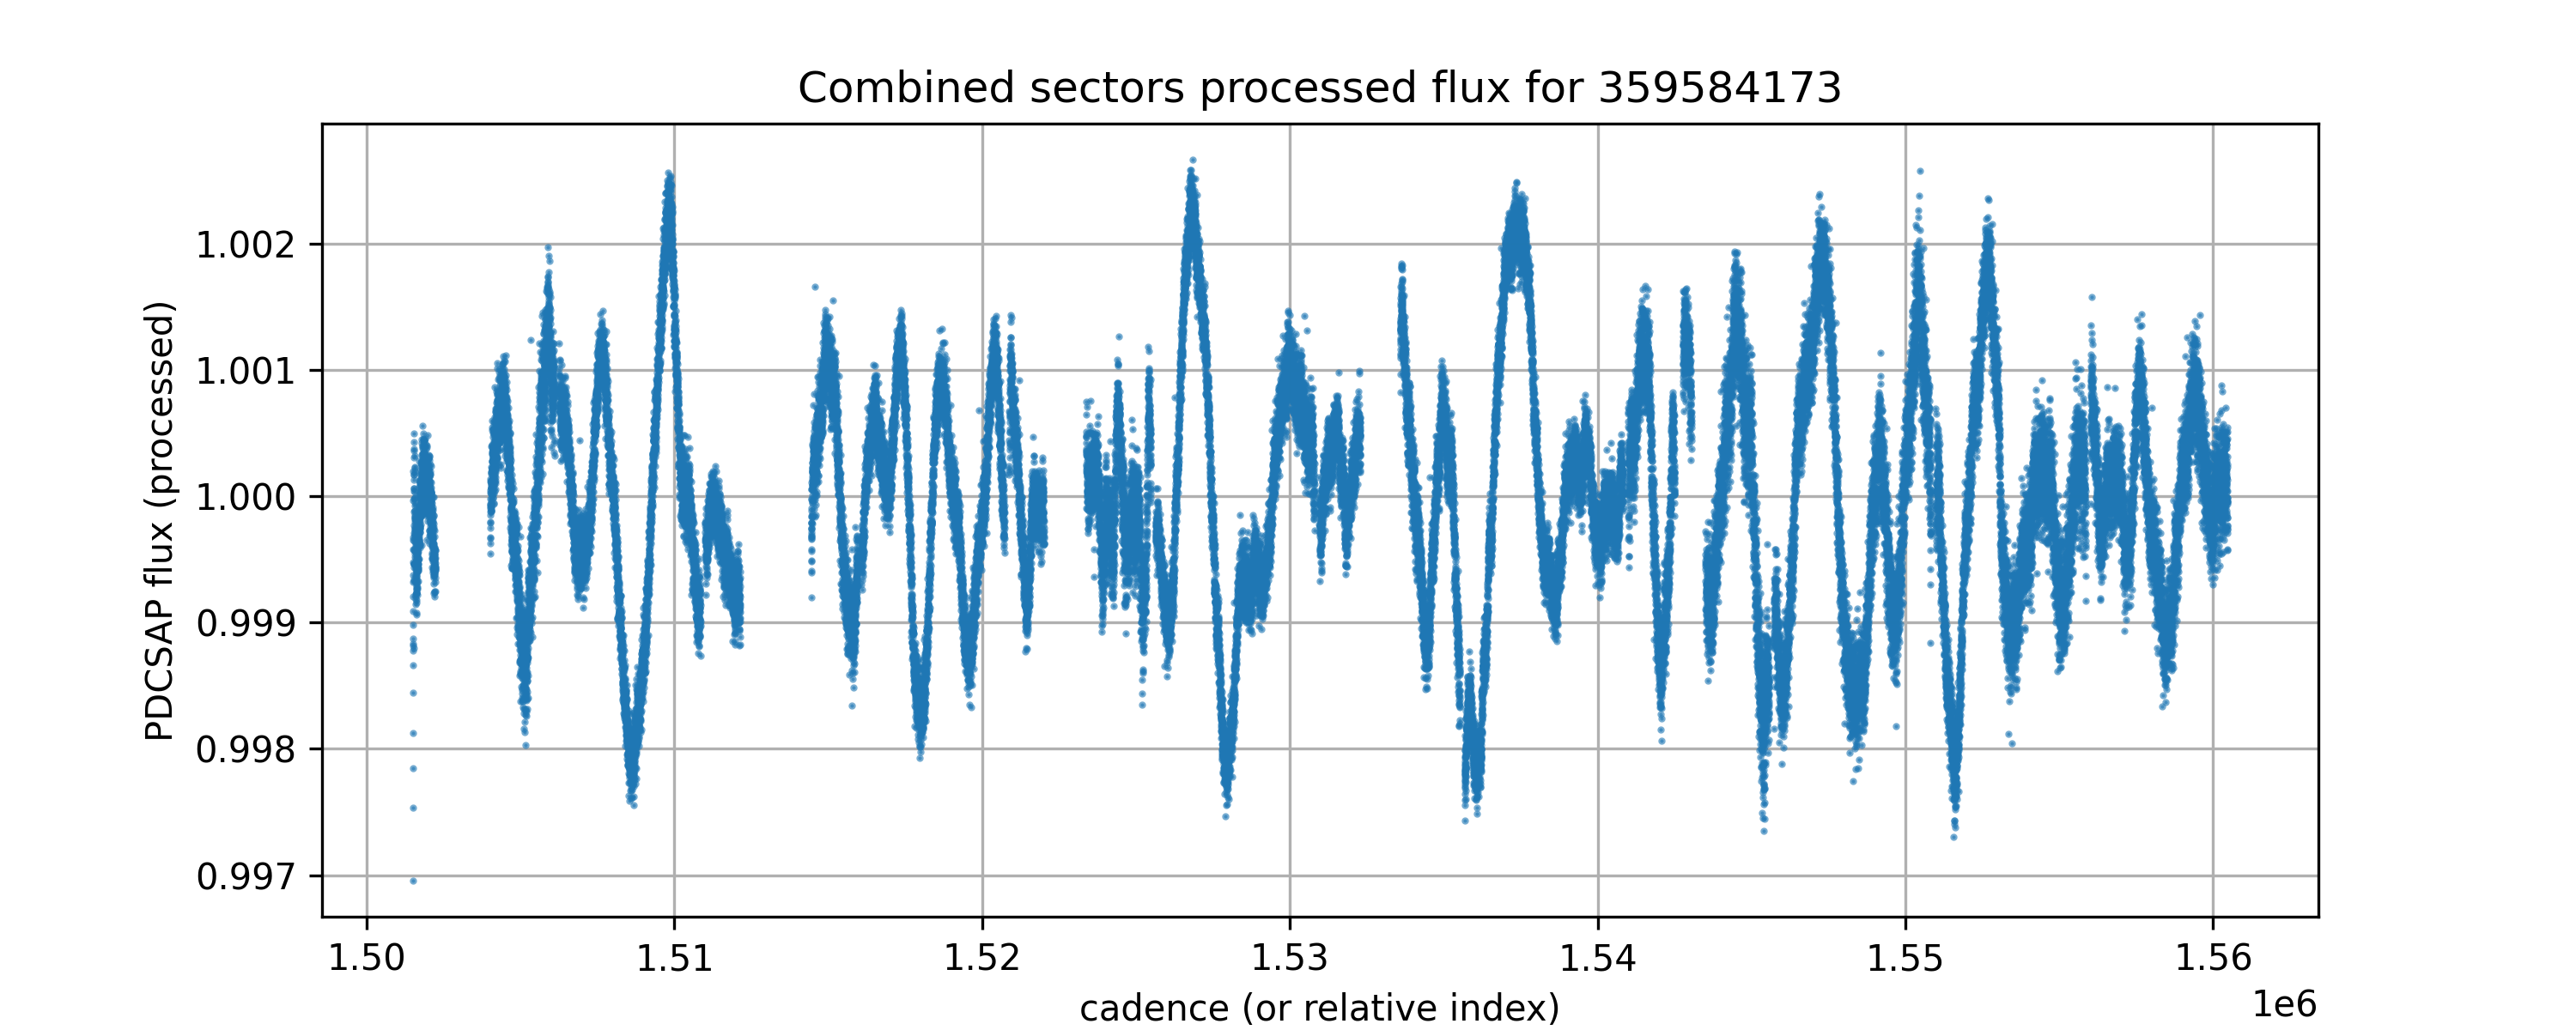 Combined sectors processed flux for 359584173
PDCSAP flux (processed)
1.002
1.001
1.000
0.999
0.998
0.997
1.50 1.51 1.52 1.53 1.54 1.55 1.56
1e6
cadence (or relative index)